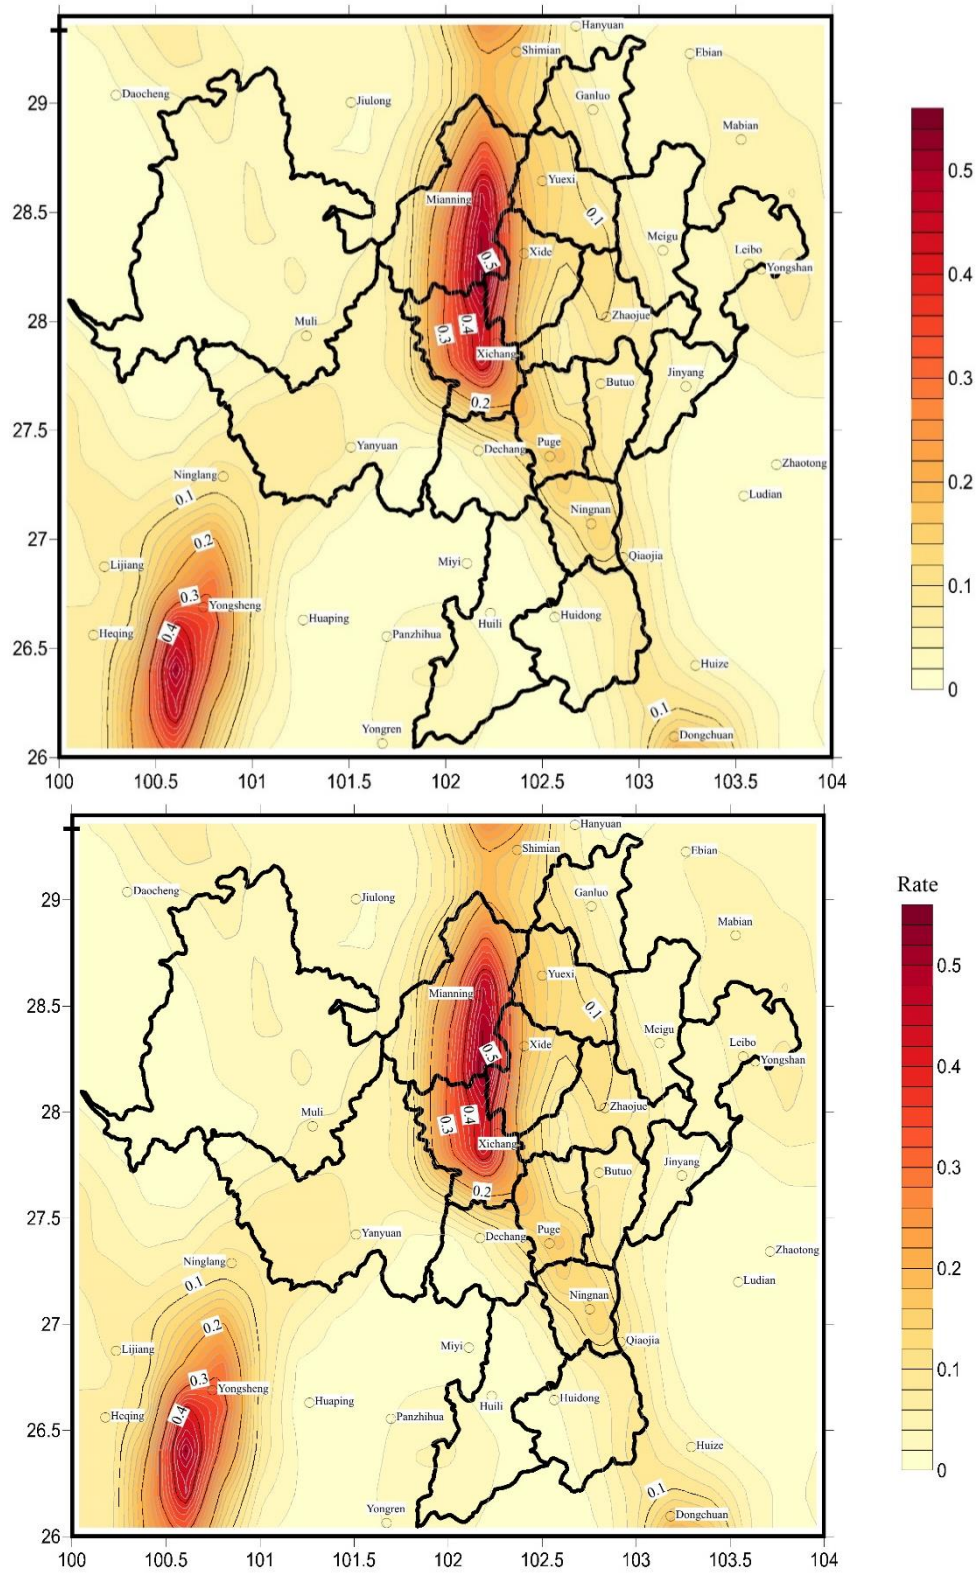 Hanyuan
Shimian
Ebian
Daocheng
Jiulong
Ganluo
Mabian
29
0.5
Yuexi
Mianning
0.1
28.5
Meigu
Leibo
Xide
0.5
Yongshan
0.4
Zhaojue
28
Muli
0.3
0.4
Xichang
0.3
Jinyang
Butuo
0.2
27.5
Yanyuan
Dechang
Puge
Zhaotong
Ninglang
0.1
Ludian
0.2
Ningnan
27
0.2
Qiaojia
Lijiang
Miyi
0.3
Yongsheng
0.1
Huaping
Huili
Huidong
0.4
Heqing
Panzhihua
26.5
Huize
0.1
Yongren
Dongchuan
0
26
100 100.5 101 101.5 102 102.5 103 103.5 104
Hanyuan
Shimian
Ebian
Rate
Daocheng
Jiulong
Ganluo
29
Mabian
0.5
Yuexi
Mianning
0.1
28.5
Meigu
Leibo
Xide
0.5
Yongshan
0.4
Zhaojue
28
Muli
0.3
0.4
Xichang
Jinyang
Butuo
0.3
0.2
27.5
Yanyuan
Dechang
Puge
Zhaotong
Ninglang
0.1
Ludian
0.2
Ningnan
27
0.2
Qiaojia
Lijiang
Miyi
0.3
Yongsheng
0.1
Huaping
Huili
Huidong
0.4
Heqing
Panzhihua
26.5
Huize
0.1
Yongren
Dongchuan
0
26
100 100.5 101 101.5 102 102.5 103 103.5 104